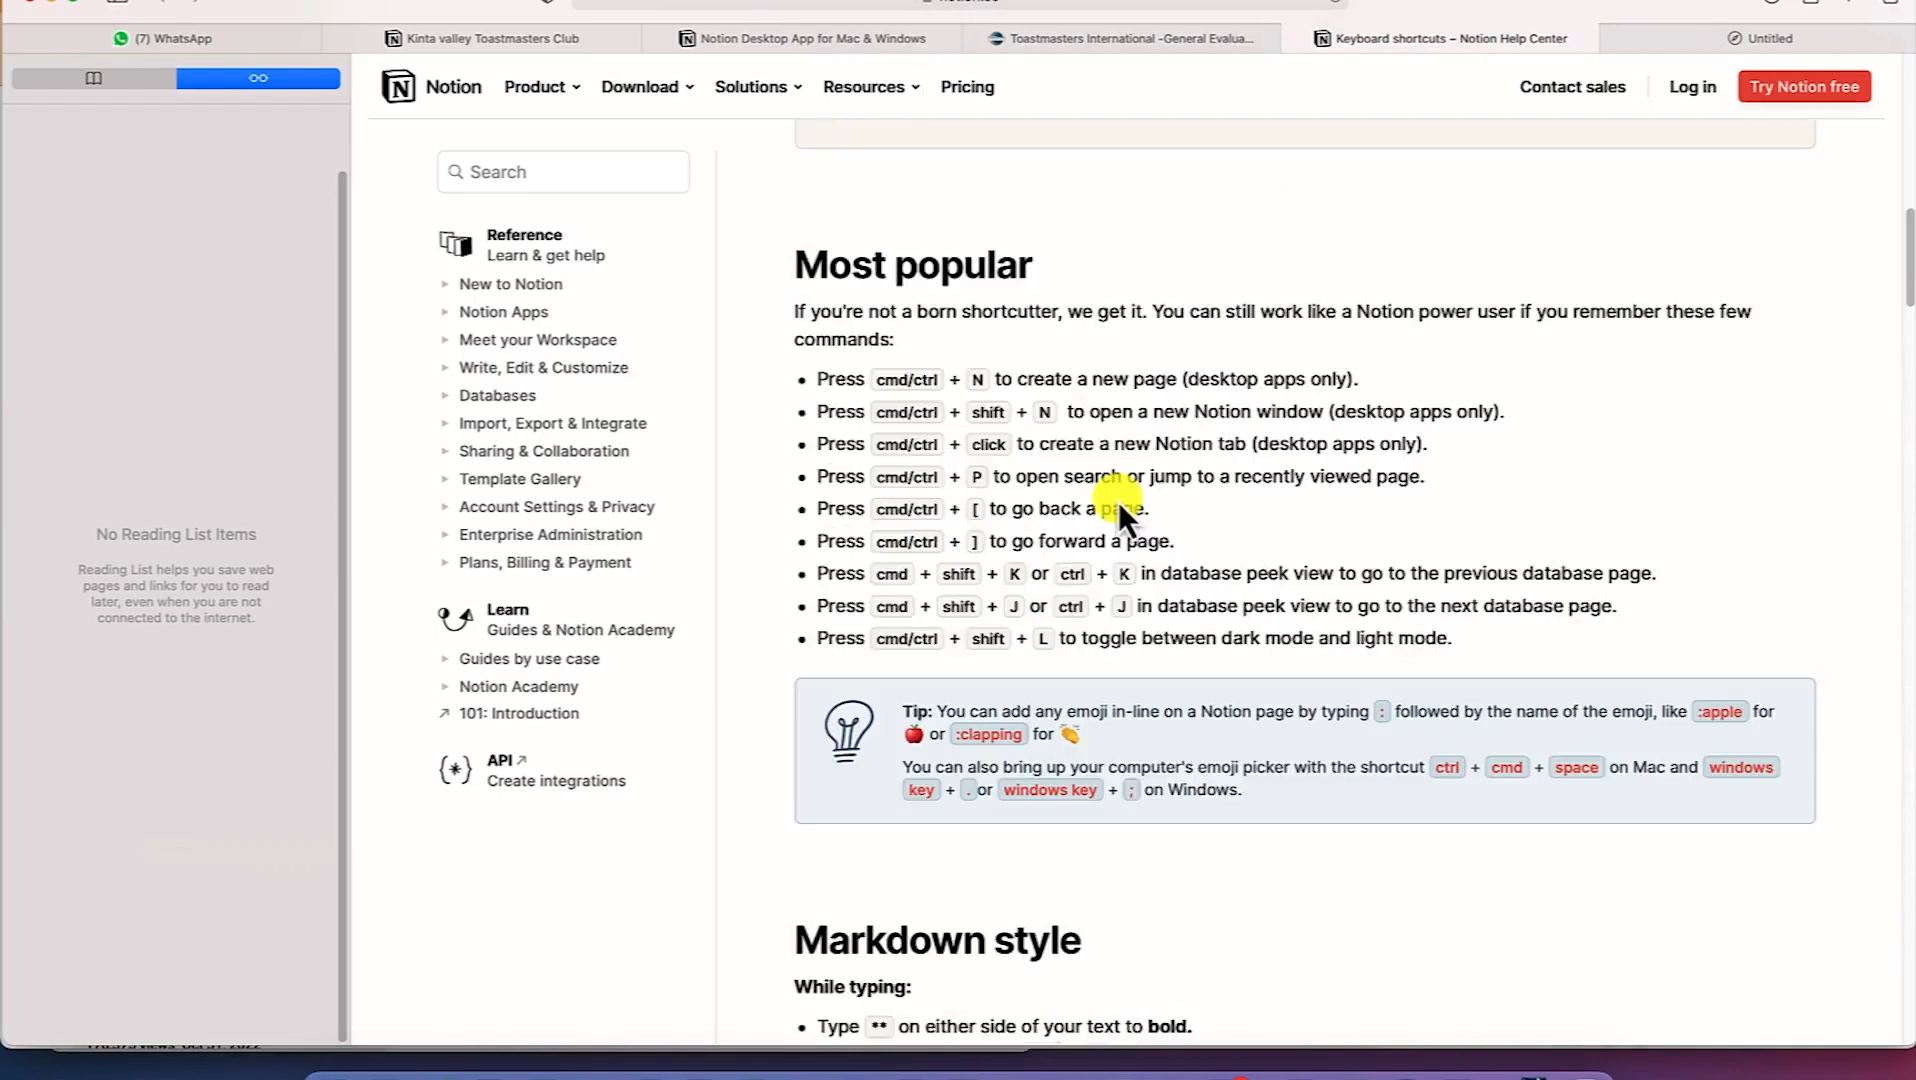 (7) WhatsApp
Kinta valley Toastmasters Club
Notion Desktop App for Mac & Windows
Toastmasters International -General Evalua...
Keyboard shortcuts – Notion Help Center
Untitled
Notion
Product
Download
Solutions
Resources
Pricing
Contact sales
Log in
Try Notion free
No Reading List Items
Reading List helps you save web
pages and links for you to read
later, even when you are not
connected to the internet.
Search
Reference
Learn & get help
New to Notion
Notion Apps
Meet your Workspace
Write, Edit & Customize
Databases
Import, Export & Integrate
Sharing & Collaboration
Template Gallery
Account Settings & Privacy
Enterprise Administration
Plans, Billing & Payment
Learn
Guides & Notion Academy
Guides by use case
Notion Academy
↗ 101: Introduction
API ↗
Create integrations
Most popular
If you're not a born shortcutter, we get it. You can still work like a Notion power user if you remember these few
commands:
• Press cmd/ctrl + N to create a new page (desktop apps only).
• Press cmd/ctrl + shift + N to open a new Notion window (desktop apps only).
• Press cmd/ctrl + click to create a new Notion tab (desktop apps only).
• Press cmd/ctrl + P to open search or jump to a recently viewed page.
• Press cmd/ctrl + [ to go back a page.
• Press cmd/ctrl + ] to go forward a page.
• Press cmd + shift + K or ctrl + K in database peek view to go to the previous database page.
• Press cmd + shift + J or ctrl + J in database peek view to go to the next database page.
• Press cmd/ctrl + shift + L to toggle between dark mode and light mode.
Tip: You can add any emoji in-line on a Notion page by typing : followed by the name of the emoji, like :apple for
🍎 or :clapping for 👏
You can also bring up your computer's emoji picker with the shortcut ctrl + cmd + space on Mac and windows
key + . or windows key + ; on Windows.
Markdown style
While typing:
• Type ** on either side of your text to bold.